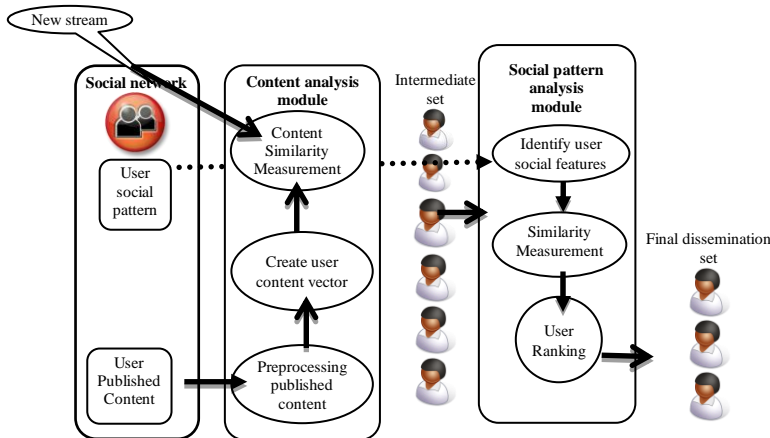 New stream
Social network
User
social
pattern
User
Published
Content
Content analysis
module
Content
Similarity
Measurement
Create user
content vector
Preprocessing
published
content
Intermediate
set
Social pattern
analysis
module
Identify user
social features
Similarity
Measurement
User
Ranking
Final dissemination
set